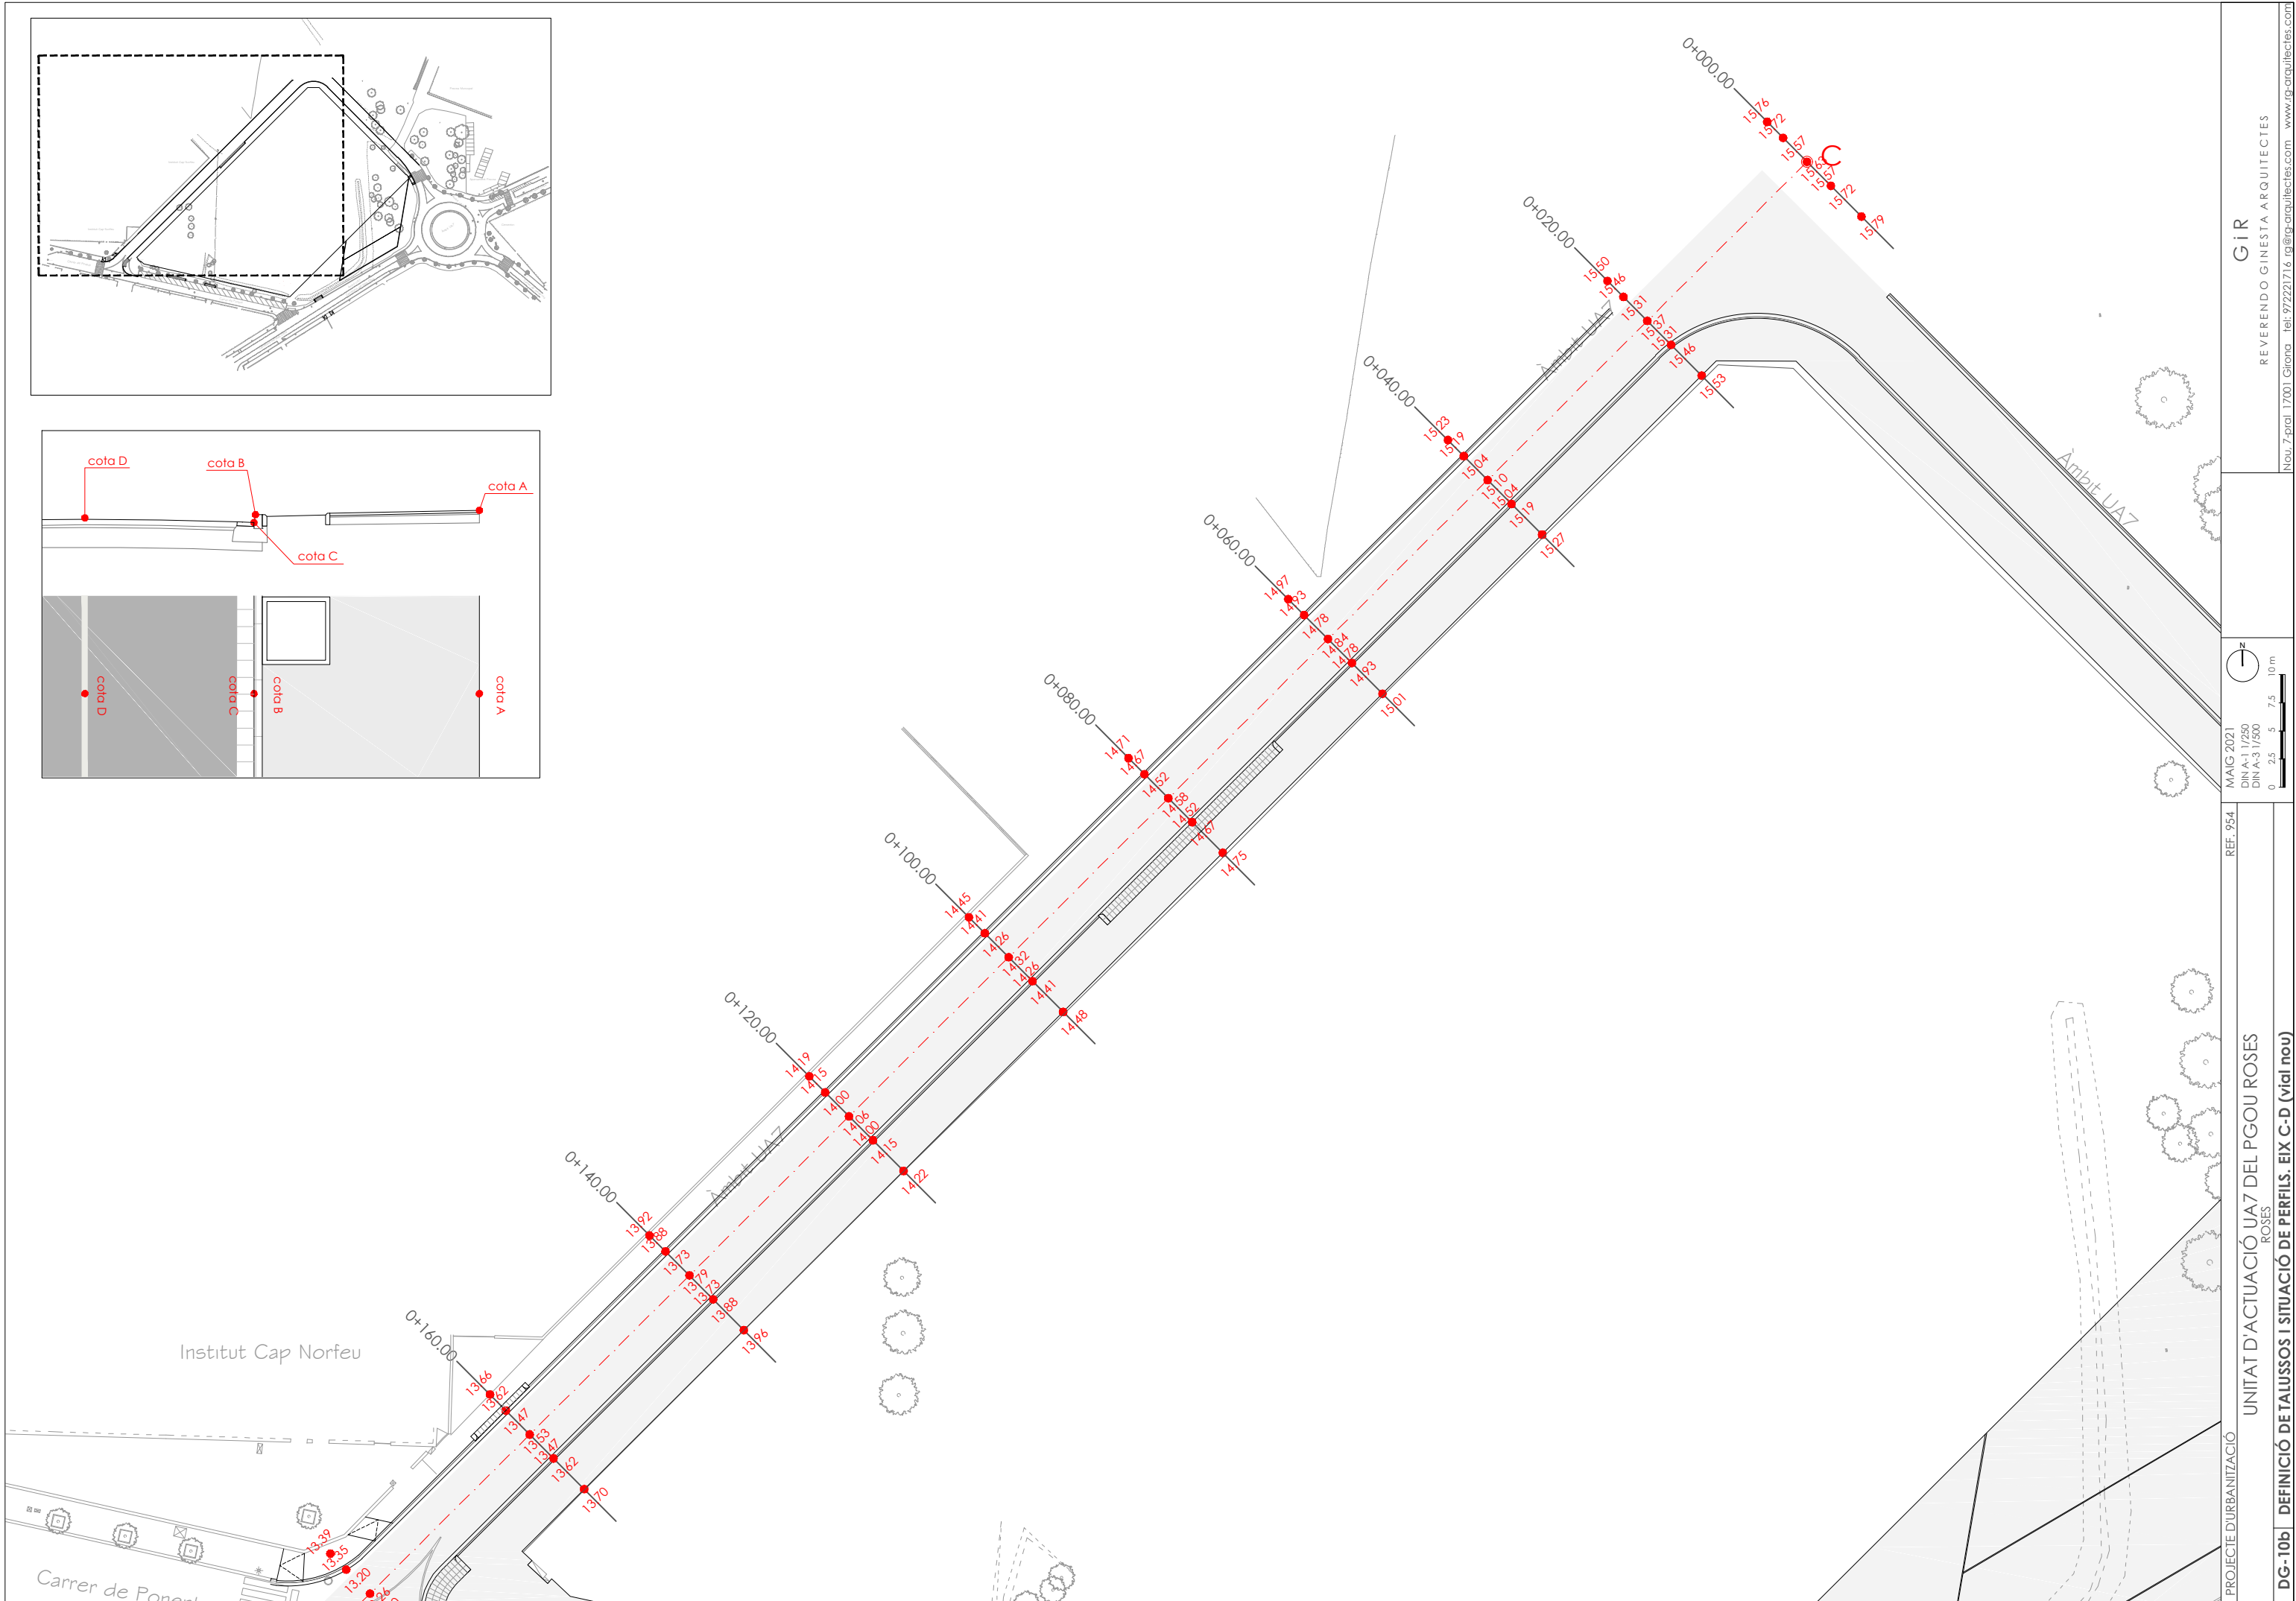 cota D
cota B
cota A
cota C
cota D
cota C
cota B
cota A
0+000.00
15.76
15.72
15.57
15.63
15.57
15.72
15.79
C
0+020.00
15.50
15.46
15.31
15.37
15.31
15.46
15.53
Àmbit UA7
0+040.00
15.23
15.19
15.04
15.10
15.04
15.19
15.27
Àmbit UA7
0+060.00
14.97
14.93
14.78
14.84
14.78
14.93
15.01
0+080.00
14.71
14.67
14.52
14.58
14.52
14.67
14.75
0+100.00
14.45
14.41
14.26
14.32
14.26
14.41
14.48
0+120.00
14.19
14.15
14.00
14.06
14.00
14.15
14.22
Àmbit UA7
0+140.00
13.92
13.88
13.73
13.79
13.73
13.88
13.96
0+160.00
13.66
13.62
13.47
13.53
13.47
13.62
13.70
Institut Cap Norfeu
13.39
13.35
13.20
Carrer de
GiR
REVERENDO GINESTA ARQUITECTES
Nou, 7-pral 17001 Girona tel: 972221716 rg@rg-arquitectes.com www.rg-arquitectes.com
N
MAIG 2021
DIN A-1 1/250
DIN A-3 1/500
0 2.5 5 7.5 10 m
REF. 954
PROJECTE D'URBANITZACIÓ
UNITAT D'ACTUACIÓ UA7 DEL PGOU ROSES
ROSES
DG-10b DEFINICIÓ DE TALUSSOS I SITUACIÓ DE PERFILS. EIX C-D (vial nou)